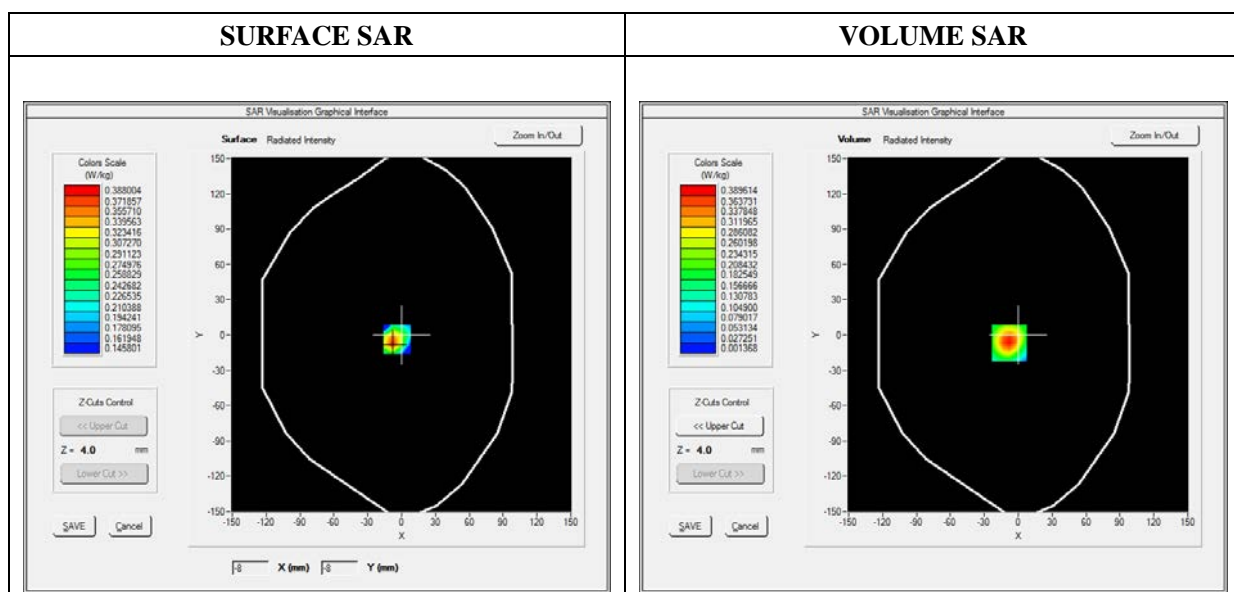 SURFACE SAR
VOLUME SAR
SAR Visualisation Graphical Interface
Surface Radiated Intensity
Zoom In/Out
Colors Scale
(W/kg)
0.388004
0.371857
0.355710
0.339563
0.323416
0.307270
0.291123
0.274976
0.258829
0.242682
0.226535
0.210388
0.194241
0.178095
0.161948
0.145801
Z-Cuts Control
<< Upper Cut
Z = 4.0 mm
Lower Cut >>
SAVE Cancel
150
120
90
60
30
0
-30
-60
-90
-120
-150
Y
-150 -120 -90 -60 -30 0 30 60 90 120 150
X
-8 X (mm) -8 Y (mm)
SAR Visualisation Graphical Interface
Volume Radiated Intensity
Zoom In/Out
Colors Scale
(W/kg)
0.389614
0.363731
0.337848
0.311965
0.286082
0.260198
0.234315
0.208432
0.182549
0.156666
0.130783
0.104900
0.079017
0.053134
0.027251
0.001368
Z-Cuts Control
<< Upper Cut
Z = 4.0 mm
Lower Cut >>
SAVE Cancel
150
120
90
60
30
0
-30
-60
-90
-120
-150
Y
-150 -120 -90 -60 -30 0 30 60 90 120 150
X